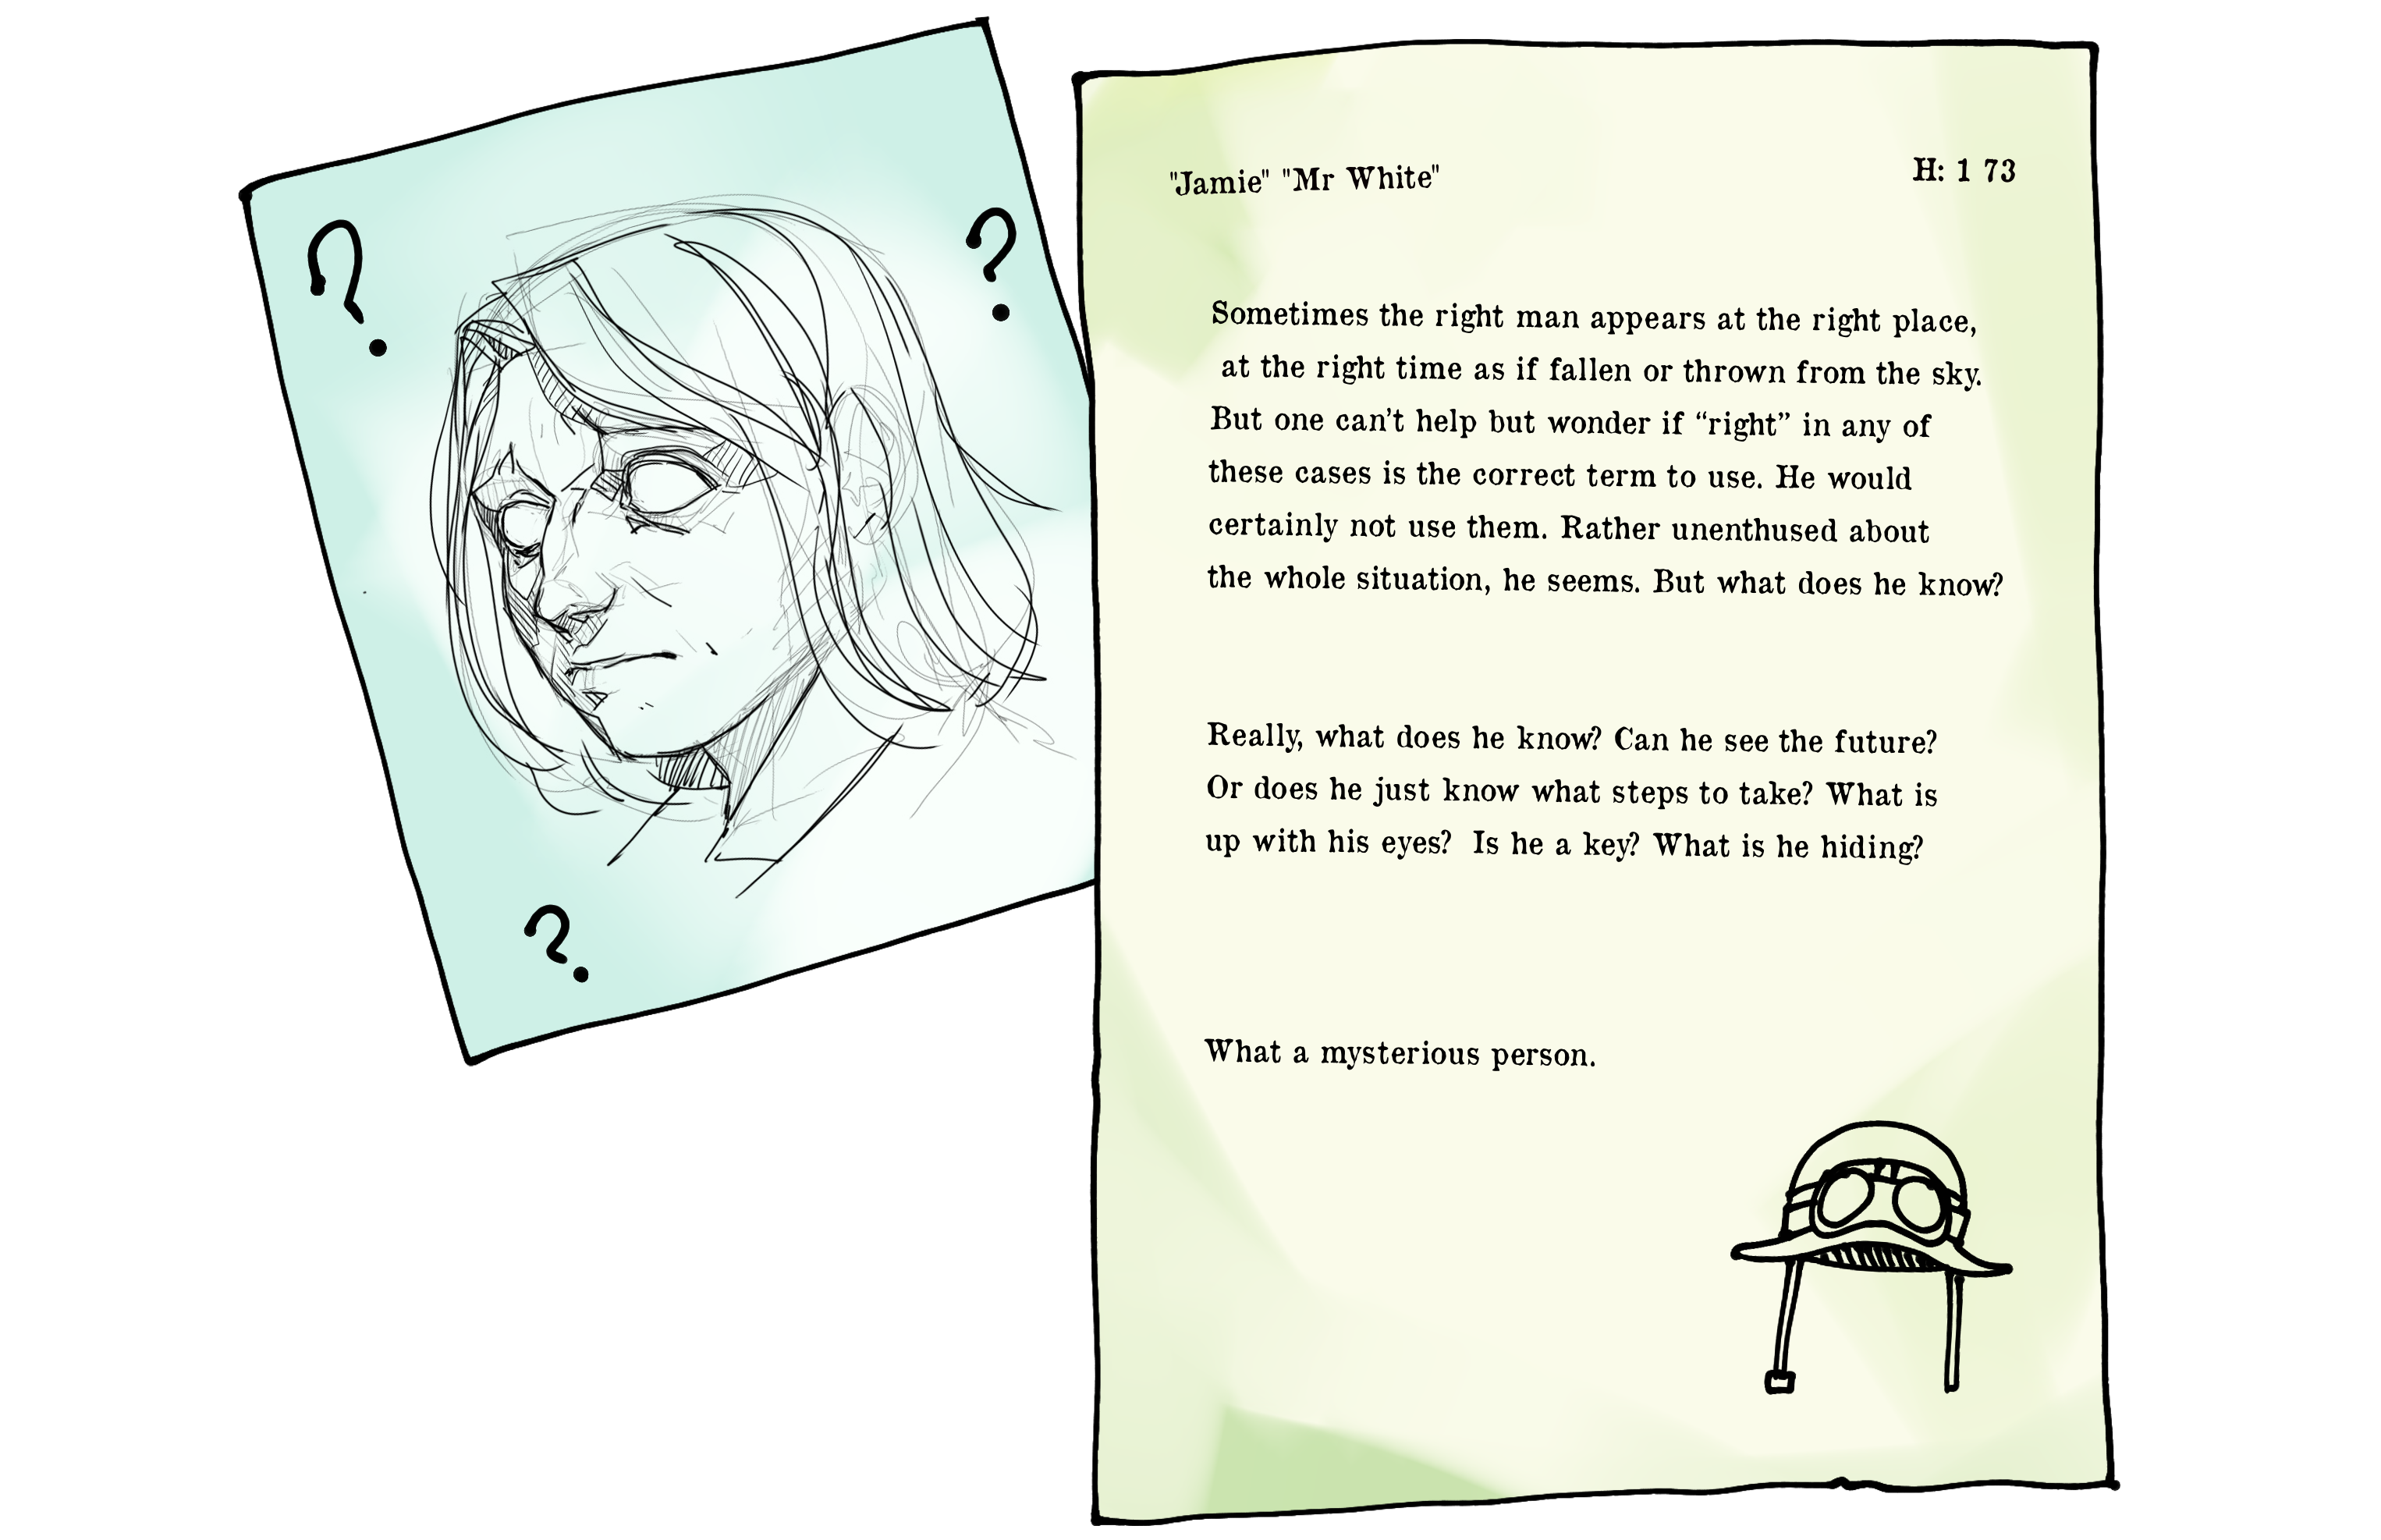 ?
?
?
"Jamie" "Mr White"
H: 1 73
Sometimes the right man appears at the right place,
at the right time as if fallen or thrown from the sky.
But one can’t help but wonder if “right” in any of
these cases is the correct term to use. He would
certainly not use them. Rather unenthused about
the whole situation, he seems. But what does he know?
Really, what does he know? Can he see the future?
Or does he just know what steps to take? What is
up with his eyes? Is he a key? What is he hiding?
What a mysterious person.